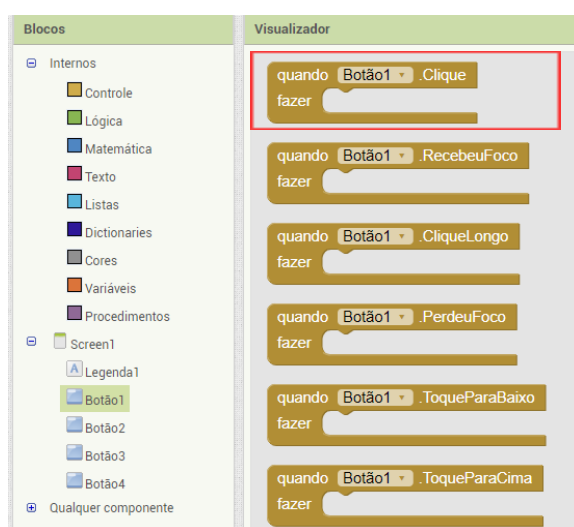 Blocos
Internos
Controle
Lógica
Matemática
Texto
Listas
Dictionaries
Cores
Variáveis
Procedimentos
Screen1
A Legenda1
Botão1
Botão2
Botão3
Botão4
Qualquer componente
Visualizador
quando Botão1 .Clique
fazer
quando Botão1 .RecebeuFoco
fazer
quando Botão1 .CliqueLongo
fazer
quando Botão1 .PerdeuFoco
fazer
quando Botão1 .ToqueParaBaixo
fazer
quando Botão1 .ToqueParaCima
fazer